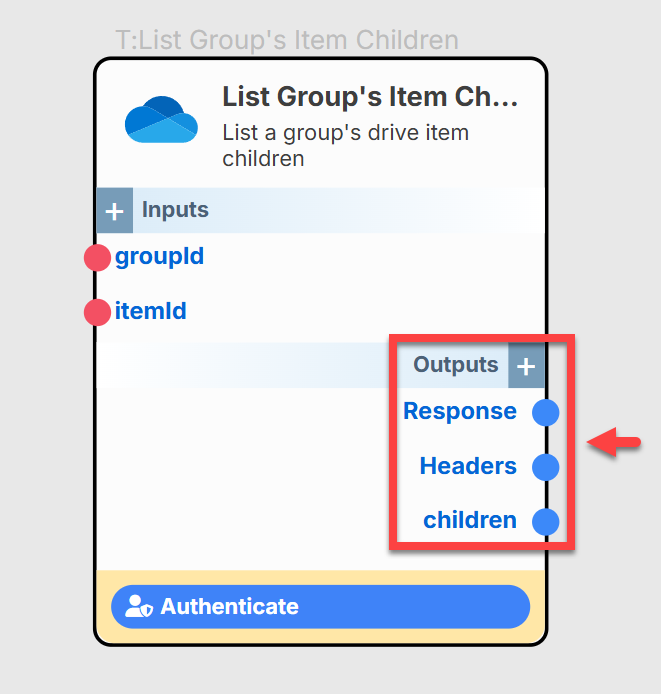 T:List Group's Item Children
List Group's Item Ch...
List a group's drive item
children
+ Inputs
groupId
itemId
Outputs +
Response
Headers
children
Authenticate